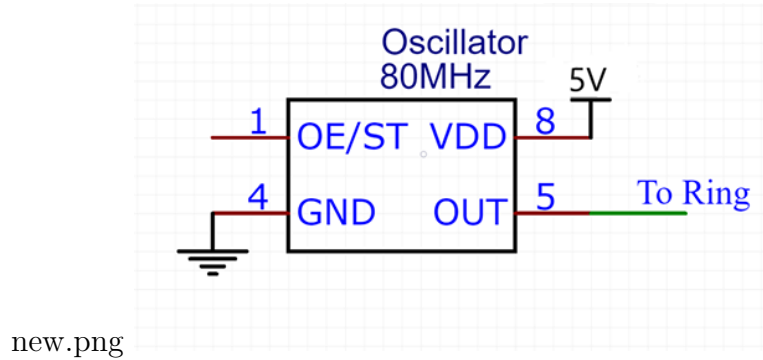 Oscillator
80MHz
5V
1 OE/ST VDD 8
4 GND OUT 5 To Ring
new.png